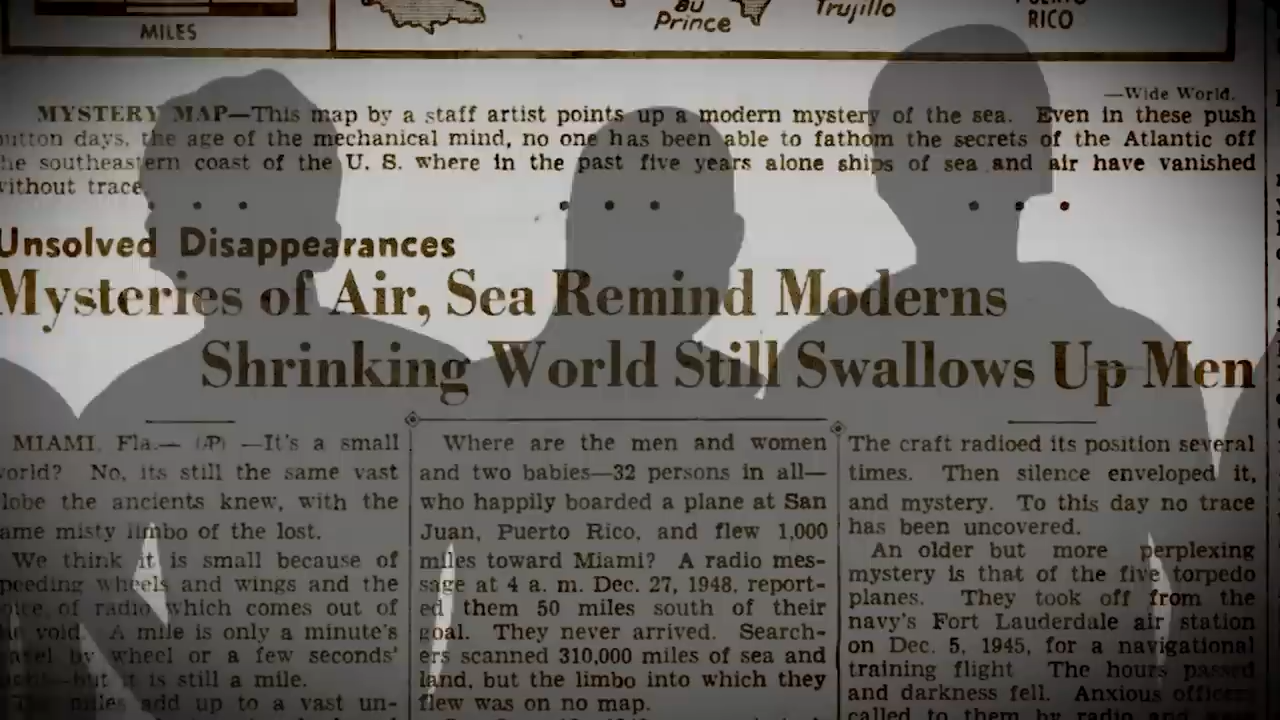 MILES
au
Prince
Trujillo
RICO
—Wide World.
MYSTERY MAP—This map by a staff artist points up a modern mystery of the sea. Even in these push
button days, the age of the mechanical mind, no one has been able to fathom the secrets of the Atlantic off
the southeastern coast of the U. S. where in the past five years alone ships of sea and air have vanished
without trace.
Unsolved Disappearances
Mysteries of Air, Sea Remind Moderns
Shrinking World Still Swallows Up Men
MIAMI, Fla.— (AP) —It's a small
world? No, its still the same vast
globe the ancients knew, with the
same misty limbo of the lost.
We think it is small because of
speeding wheels and wings and the
voice of radio which comes out of
the void. A mile is only a minute's
travel by wheel or a few seconds'
but it is still a mile.
The miles add up to a vast un-
Where are the men and women
and two babies—32 persons in all—
who happily boarded a plane at San
Juan, Puerto Rico, and flew 1,000
miles toward Miami? A radio mes-
sage at 4 a. m. Dec. 27, 1948, report-
ed them 50 miles south of their
goal. They never arrived. Search-
ers scanned 310,000 miles of sea and
land, but the limbo into which they
flew was on no map.
The craft radioed its position several
times. Then silence enveloped it,
and mystery. To this day no trace
has been uncovered.
An older but more perplexing
mystery is that of the five torpedo
planes. They took off from the
navy's Fort Lauderdale air station
on Dec. 5, 1945, for a navigational
training flight The hours passed
and darkness fell. Anxious officers
called to them by radio and